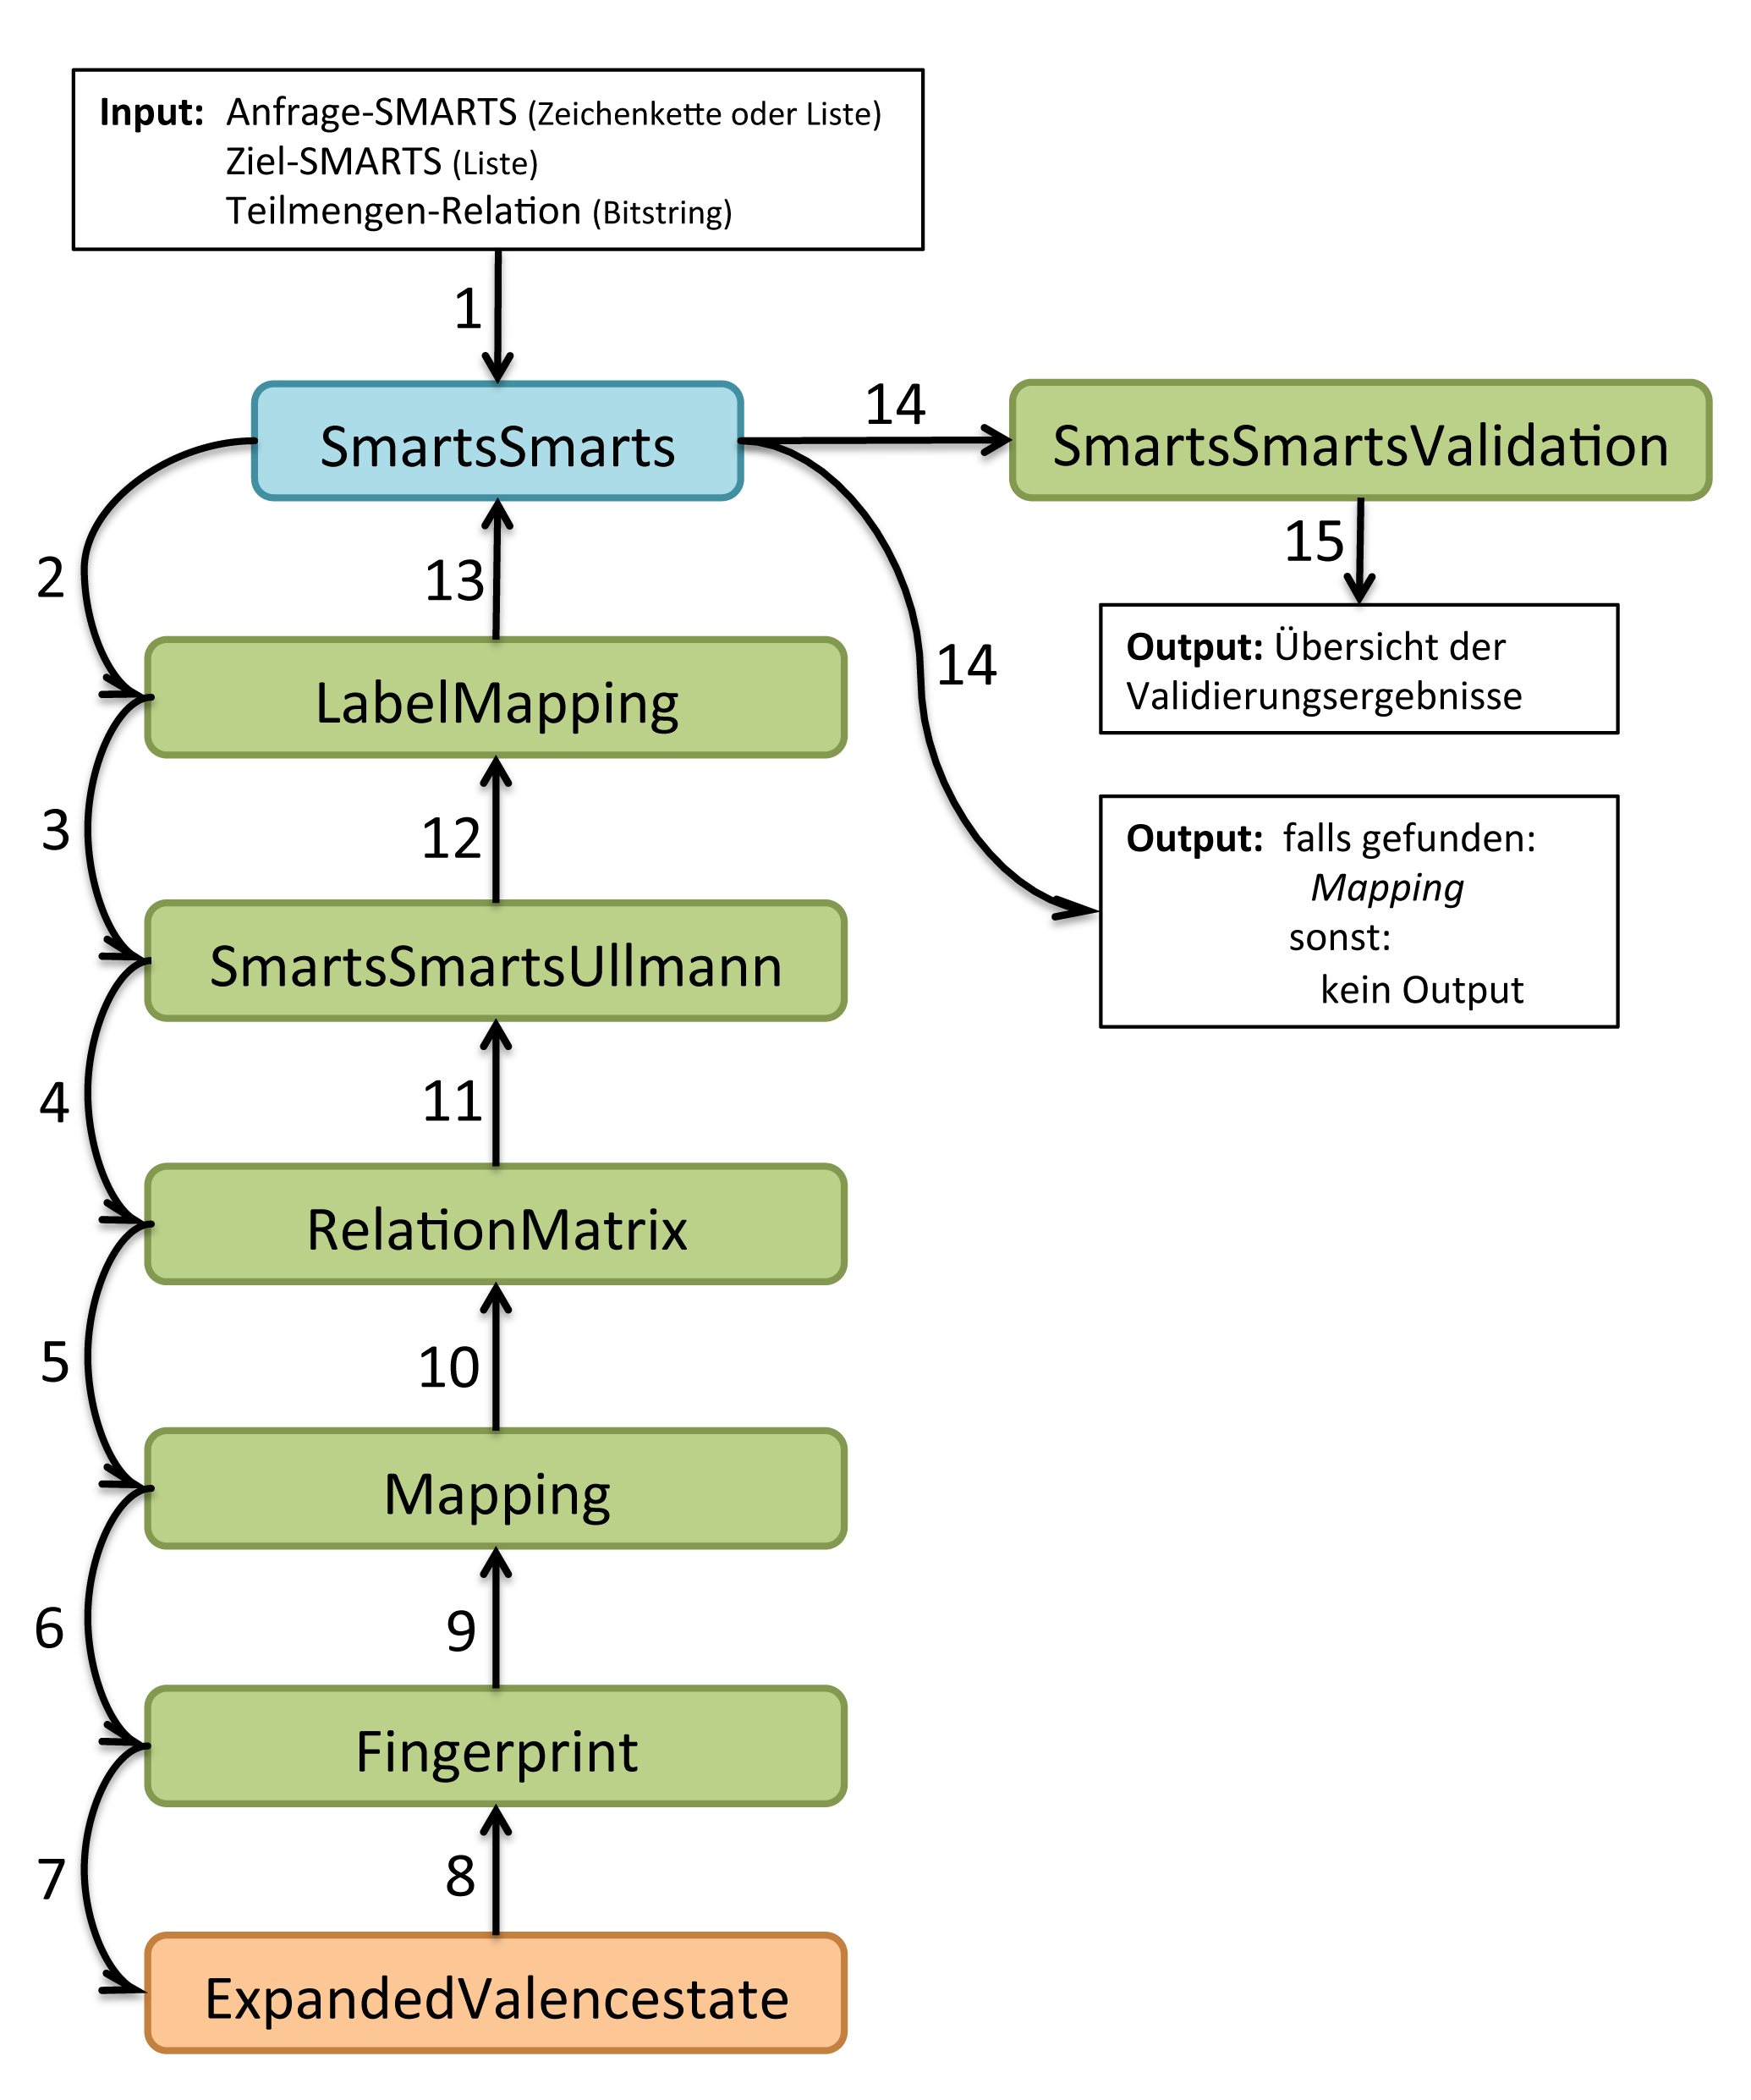 Input: Anfrage-SMARTS (Zeichenkette oder Liste)
Ziel-SMARTS (Liste)
Teilmengen-Relation (Bitstring)
1
SmartsSmarts
14
SmartsSmartsValidation
2
13
15
14
Output: Übersicht der
Validierungsergebnisse
LabelMapping
3
12
Output: falls gefunden:
Mapping
sonst:
kein Output
SmartsSmartsUllmann
4
11
RelationMatrix
5
10
Mapping
6
9
Fingerprint
7
8
ExpandedValencestate